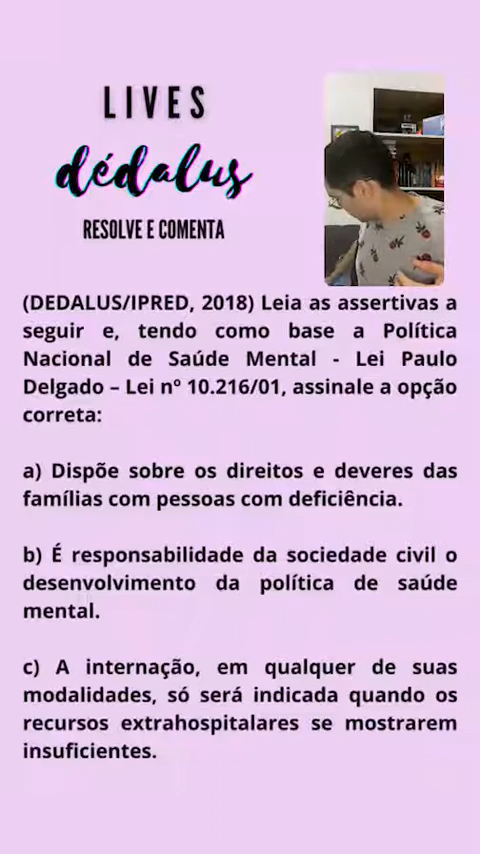 LIVES
dédalus
RESOLVE E COMENTA
(DEDALUS/IPRED, 2018) Leia as assertivas a
seguir e, tendo como base a Política
Nacional de Saúde Mental - Lei Paulo
Delgado – Lei nº 10.216/01, assinale a opção
correta:
a) Dispõe sobre os direitos e deveres das
famílias com pessoas com deficiência.
b) É responsabilidade da sociedade civil o
desenvolvimento da política de saúde
mental.
c) A internação, em qualquer de suas
modalidades, só será indicada quando os
recursos extrahospitalares se mostrarem
insuficientes.